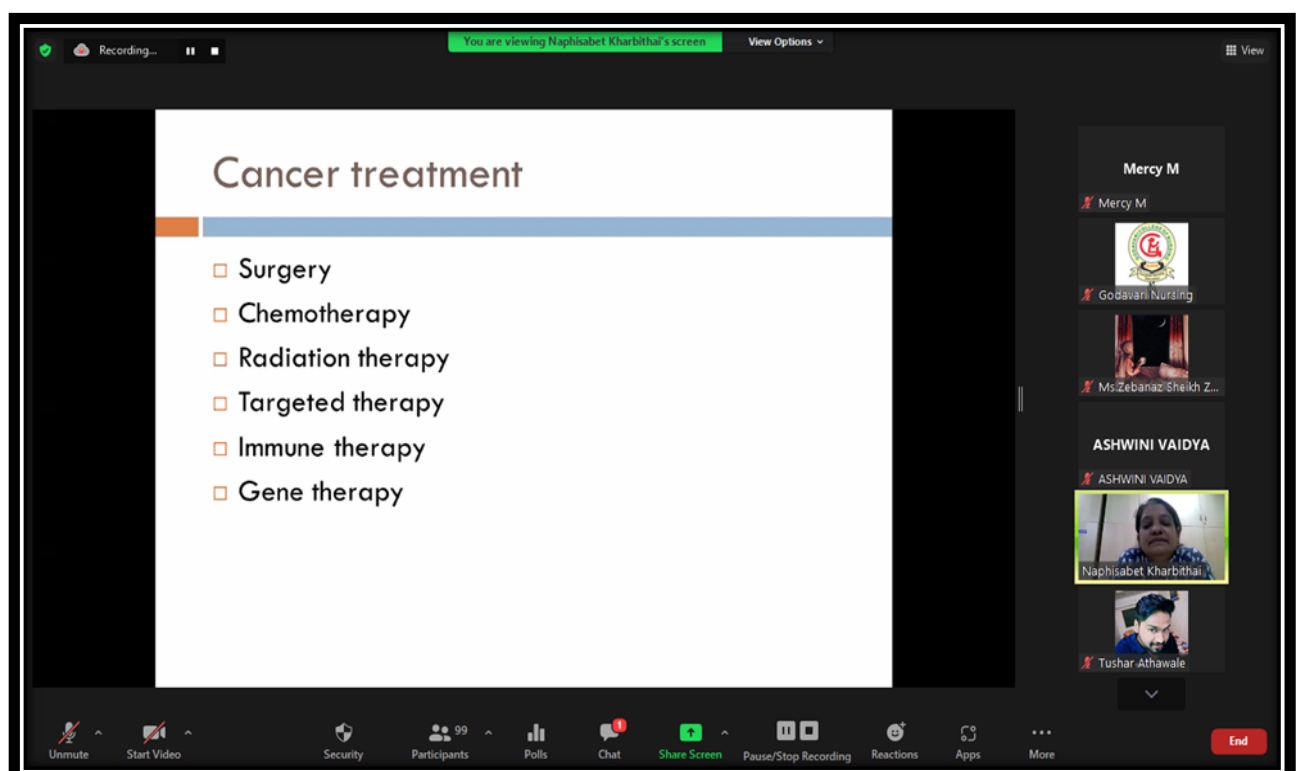 Recording...
You are viewing Naphisabet Kharbithai's screen
View Options
View
Cancer treatment
Surgery
Chemotherapy
Radiation therapy
Targeted therapy
Immune therapy
Gene therapy
Mercy M
Mercy M
Godavari Nursing
Ms.Zebanaz Sheikh Z...
ASHWINI VAIDYA
ASHWINI VAIDYA
Naphisabet Kharbithai
Tushar Athawale
Unmute
Start Video
Security
99
Participants
Polls
1
Chat
Share Screen
Pause/Stop Recording
Reactions
Apps
More
End